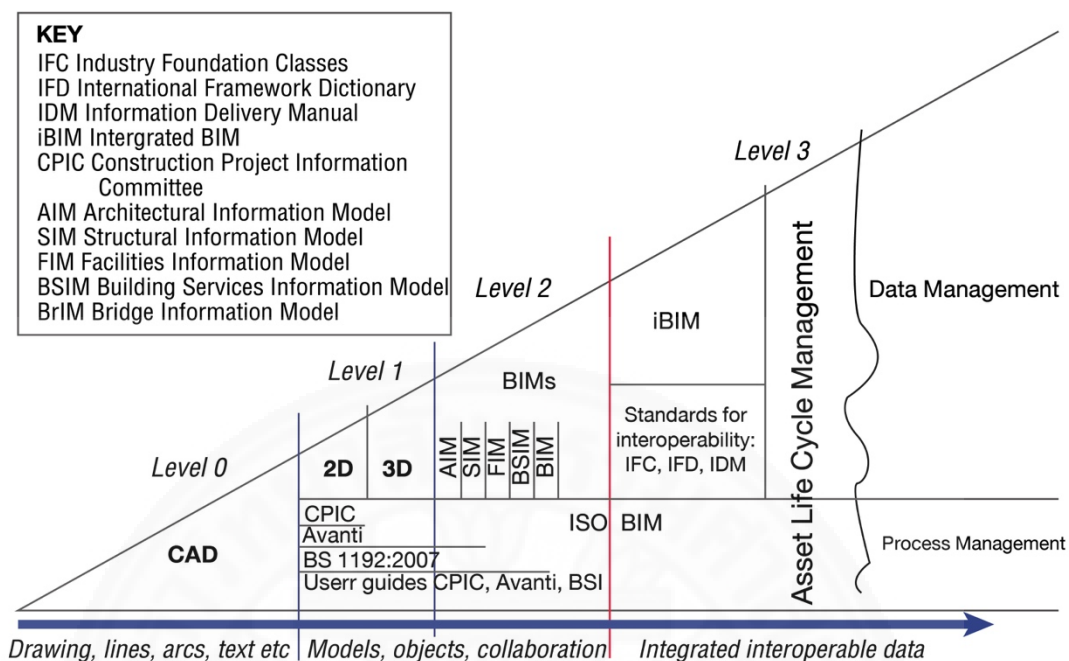 KEY
IFC Industry Foundation Classes
IFD International Framework Dictionary
IDM Information Delivery Manual
iBIM Intergrated BIM
CPIC Construction Project Information
Committee
AIM Architectural Information Model
SIM Structural Information Model
FIM Facilities Information Model
BSIM Building Services Information Model
BrIM Bridge Information Model
Level 0
Level 1
Level 2
Level 3
CAD
2D
3D
BIMs
AIM
SIM
FIM
BSIM
BIM
iBIM
Standards for
interoperability:
IFC, IFD, IDM
CPIC
Avanti
BS 1192:2007
Userr guides CPIC, Avanti, BSI
ISO BIM
Asset Life Cycle Management
Data Management
Process Management
Drawing, lines, arcs, text etc
Models, objects, collaboration
Integrated interoperable data